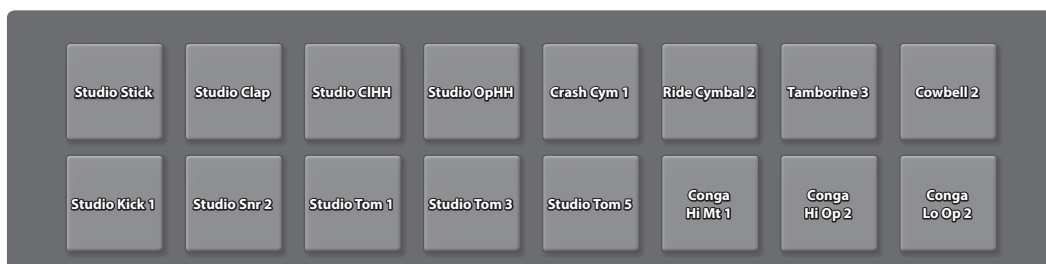 Studio Stick
Studio Clap
Studio ClHH
Studio OpHH
Crash Cym 1
Ride Cymbal 2
Tamborine 3
Cowbell 2
Studio Kick 1
Studio Snr 2
Studio Tom 1
Studio Tom 3
Studio Tom 5
Conga
Hi Mt 1
Conga
Hi Op 2
Conga
Lo Op 2